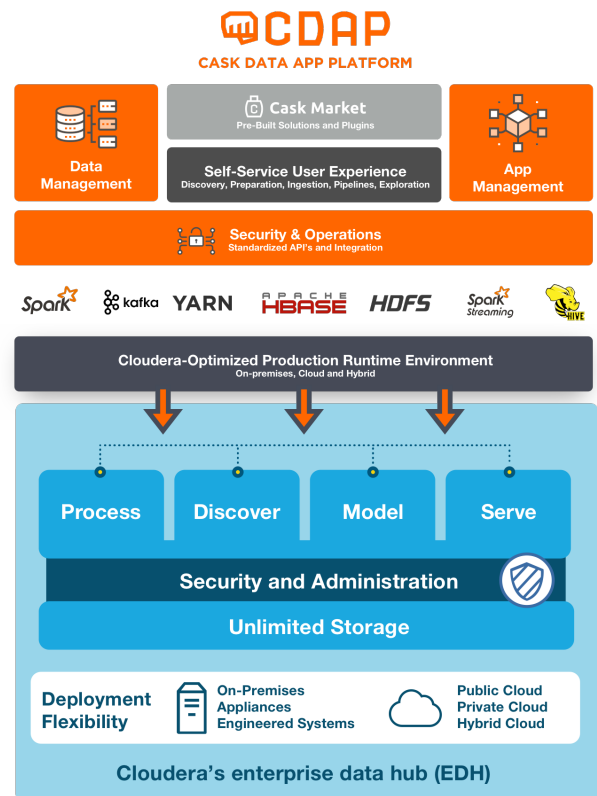 CDAP
CASK DATA APP PLATFORM
Data
Management
C
Cask Market
Pre-Built Solutions and Plugins
Self-Service User Experience
Discovery, Preparation, Ingestion, Pipelines, Exploration
App
Management
Security & Operations
Standardized API's and Integration
Spark
kafka
YARN
APACHE
HBASE
HDFS
Spark
Streaming
HIVE
Cloudera-Optimized Production Runtime Environment
On-premises, Cloud and Hybrid
Process
Discover
Model
Serve
Security and Administration
Unlimited Storage
Deployment
Flexibility
On-Premises
Appliances
Engineered Systems
Public Cloud
Private Cloud
Hybrid Cloud
Cloudera's enterprise data hub (EDH)